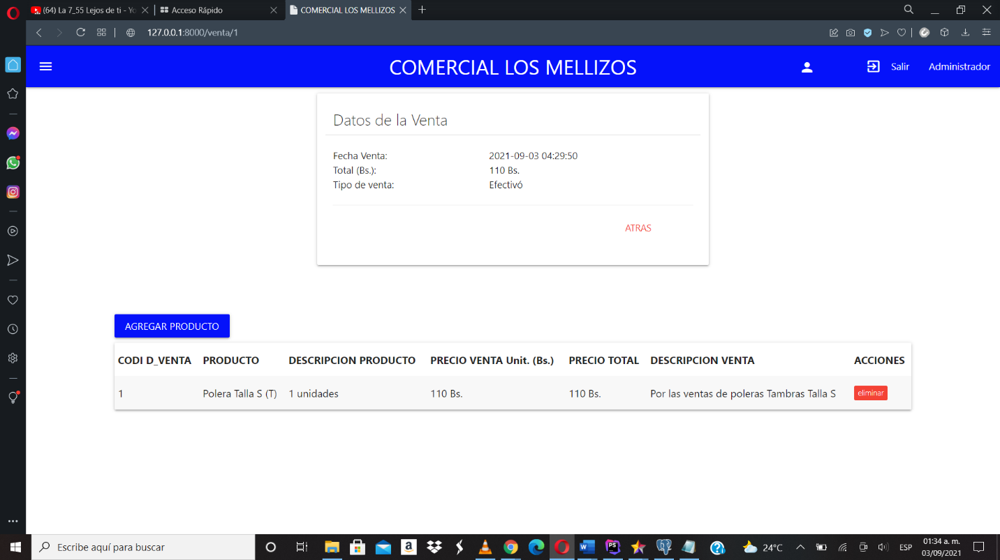 (64) La 7_55 Lejos de ti - Yo
Acceso Rápido
COMERCIAL LOS MELLIZOS
127.0.0.1:8000/venta/1
COMERCIAL LOS MELLIZOS
Salir
Administrador
Datos de la Venta
Fecha Venta: 2021-09-03 04:29:50
Total (Bs.): 110 Bs.
Tipo de venta: Efectivó
ATRAS
AGREGAR PRODUCTO
CODI D_VENTA PRODUCTO DESCRIPCION PRODUCTO PRECIO VENTA Unit. (Bs.) PRECIO TOTAL DESCRIPCION VENTA ACCIONES
1 Polera Talla S (T) 1 unidades 110 Bs. 110 Bs. Por las ventas de poleras Tambras Talla S eliminar
Escribe aquí para buscar
24°C
ESP
01:34 a. m.
03/09/2021